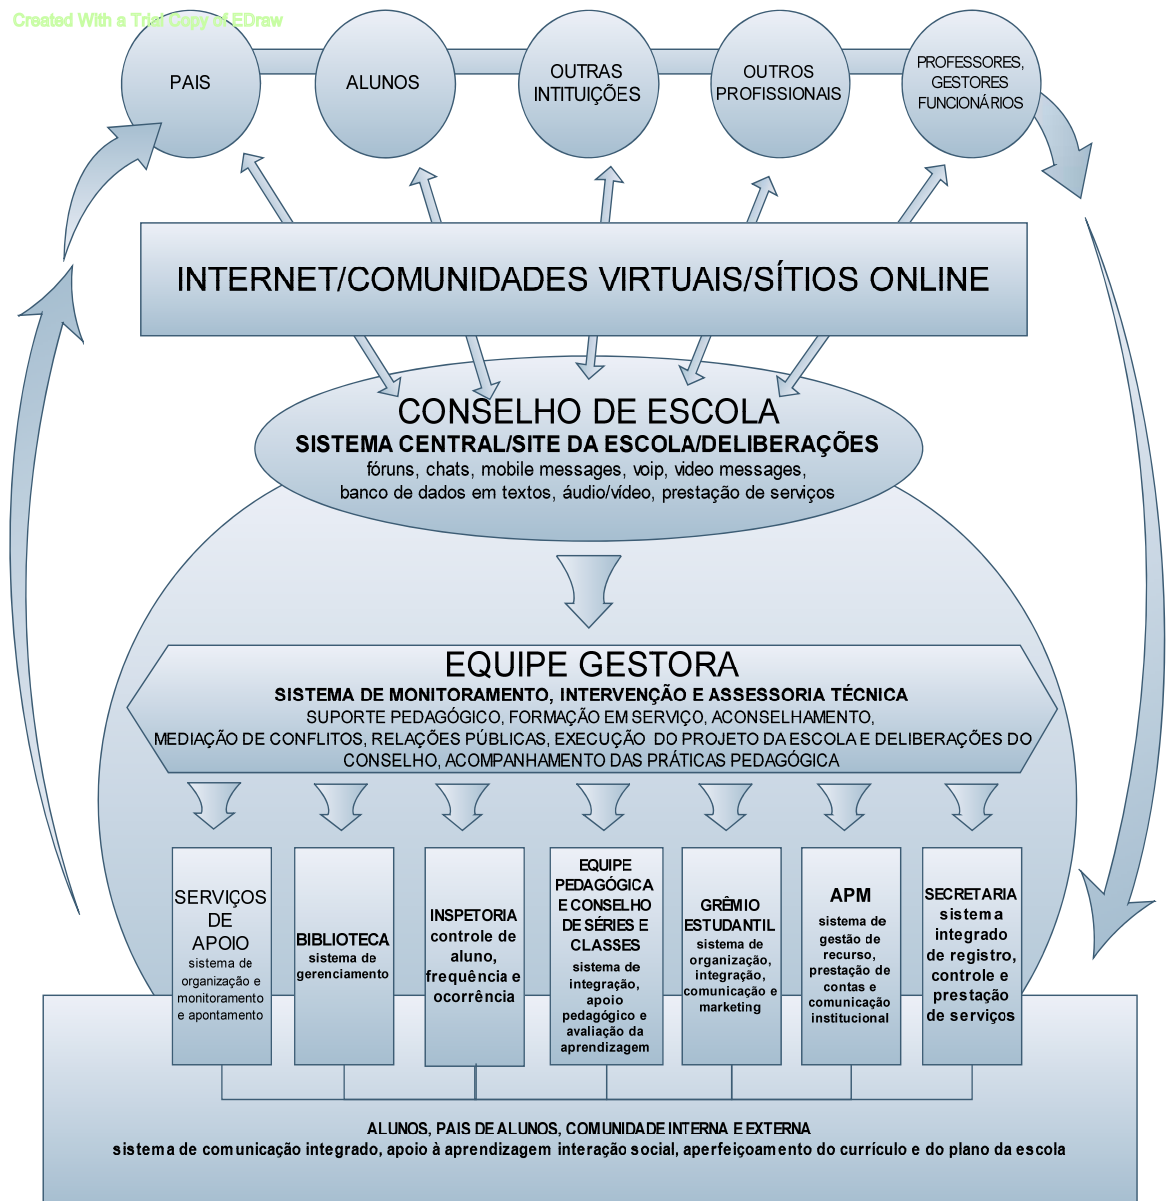 Created With a Trial Copy of EDraw
PAIS
ALUNOS
OUTRAS
INTITUIÇÕES
OUTROS
PROFISSIONAIS
PROFESSORES,
GESTORES
FUNCIONÁRIOS
INTERNET/COMUNIDADES VIRTUAIS/SÍTIOS ONLINE
CONSELHO DE ESCOLA
SISTEMA CENTRAL/SITE DA ESCOLA/DELIBERAÇÕES
fóruns, chats, mobile messages, voip, video messages,
banco de dados em textos, áudio/vídeo, prestação de serviços
EQUIPE GESTORA
SISTEMA DE MONITORAMENTO, INTERVENÇÃO E ASSESSORIA TÉCNICA
SUPORTE PEDAGÓGICO, FORMAÇÃO EM SERVIÇO, ACONSELHAMENTO,
MEDIAÇÃO DE CONFLITOS, RELAÇÕES PÚBLICAS, EXECUÇÃO DO PROJETO DA ESCOLA E DELIBERAÇÕES DO
CONSELHO, ACOMPANHAMENTO DAS PRÁTICAS PEDAGÓGICA
SERVIÇOS
DE
APOIO
sistema de
organização e
monitoramento
e apontamento
BIBLIOTECA
sistema de
gerenciamento
INSPETORIA
controle de
aluno,
frequência e
ocorrência
EQUIPE
PEDAGÓGICA
E CONSELHO
DE SÉRIES E
CLASSES
sistema de
integração,
apoio
pedagógico e
avaliação da
aprendizagem
GRÊMIO
ESTUDANTIL
sistema de
organização,
integração,
comunicação e
marketing
APM
sistema de
gestão de
recurso,
prestação de
contas e
comunicação
institucional
SECRETARIA
sistema
integrado
de registro,
controle e
prestação
de serviços
ALUNOS, PAIS DE ALUNOS, COMUNIDADE INTERNA E EXTERNA
sistema de comunicação integrado, apoio à aprendizagem interação social, aperfeiçoamento do currículo e do plano da escola